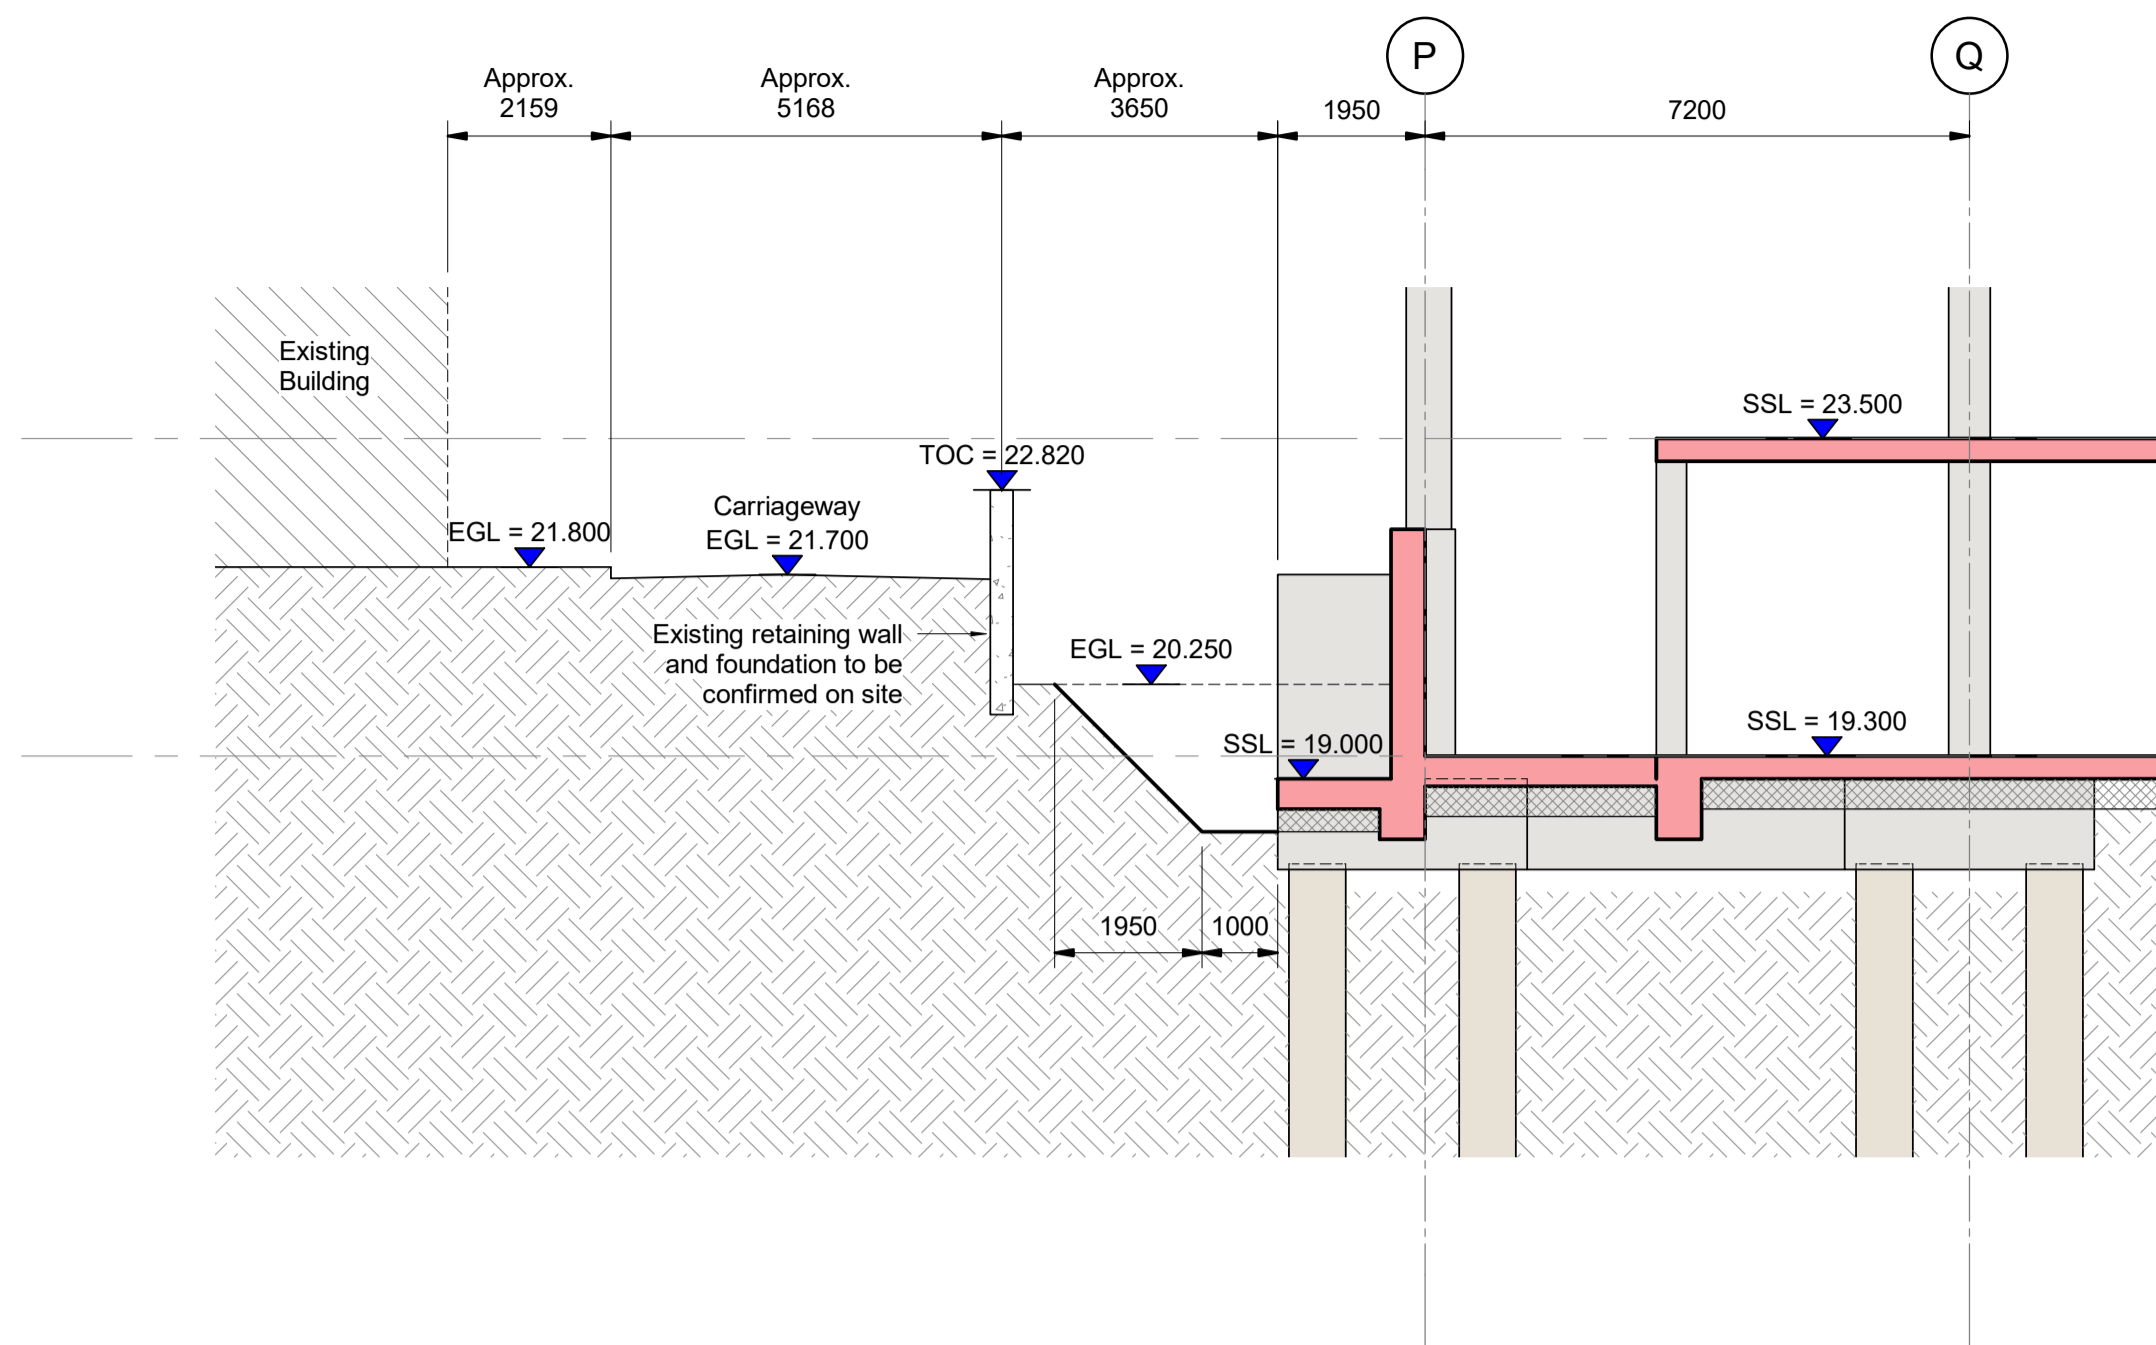 P
Q
Approx.
2159
Approx.
5168
Approx.
3650
1950
7200
Existing
Building
SSL = 23.500
TOC = 22.820
Carriageway
EGL = 21.800
EGL = 21.700
Existing retaining wall
and foundation to be
confirmed on site
EGL = 20.250
SSL = 19.000
SSL = 19.300
1950
1000